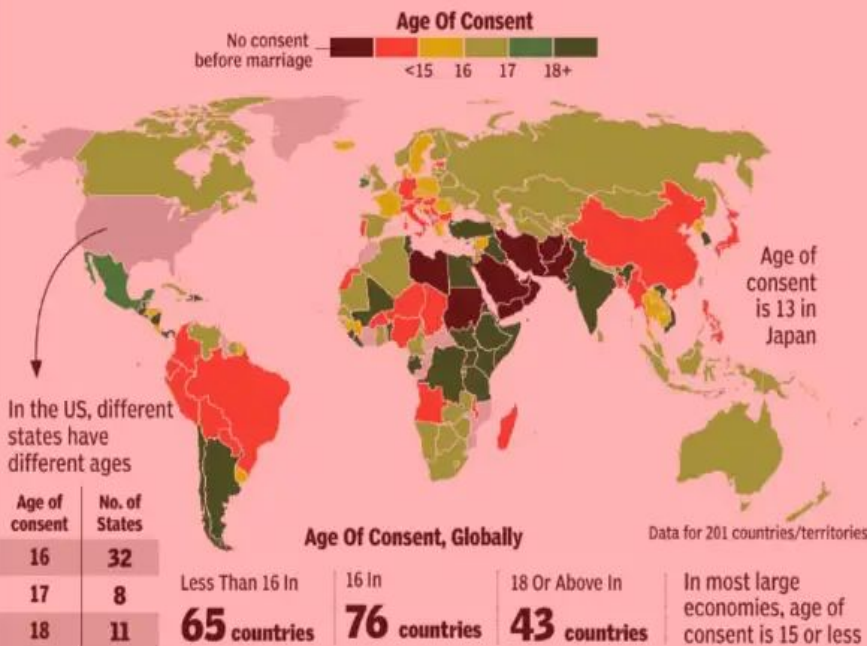 Age Of Consent
No consent
before marriage
<15 16 17 18+
Age of
consent
is 13 in
Japan
In the US, different
states have
different ages
Age of
consent
No. of
States
16 32
17 8
18 11
Data for 201 countries/territories
Age Of Consent, Globally
Less Than 16 In
65 countries
16 In
76 countries
18 Or Above In
43 countries
In most large
economies, age of
consent is 15 or less